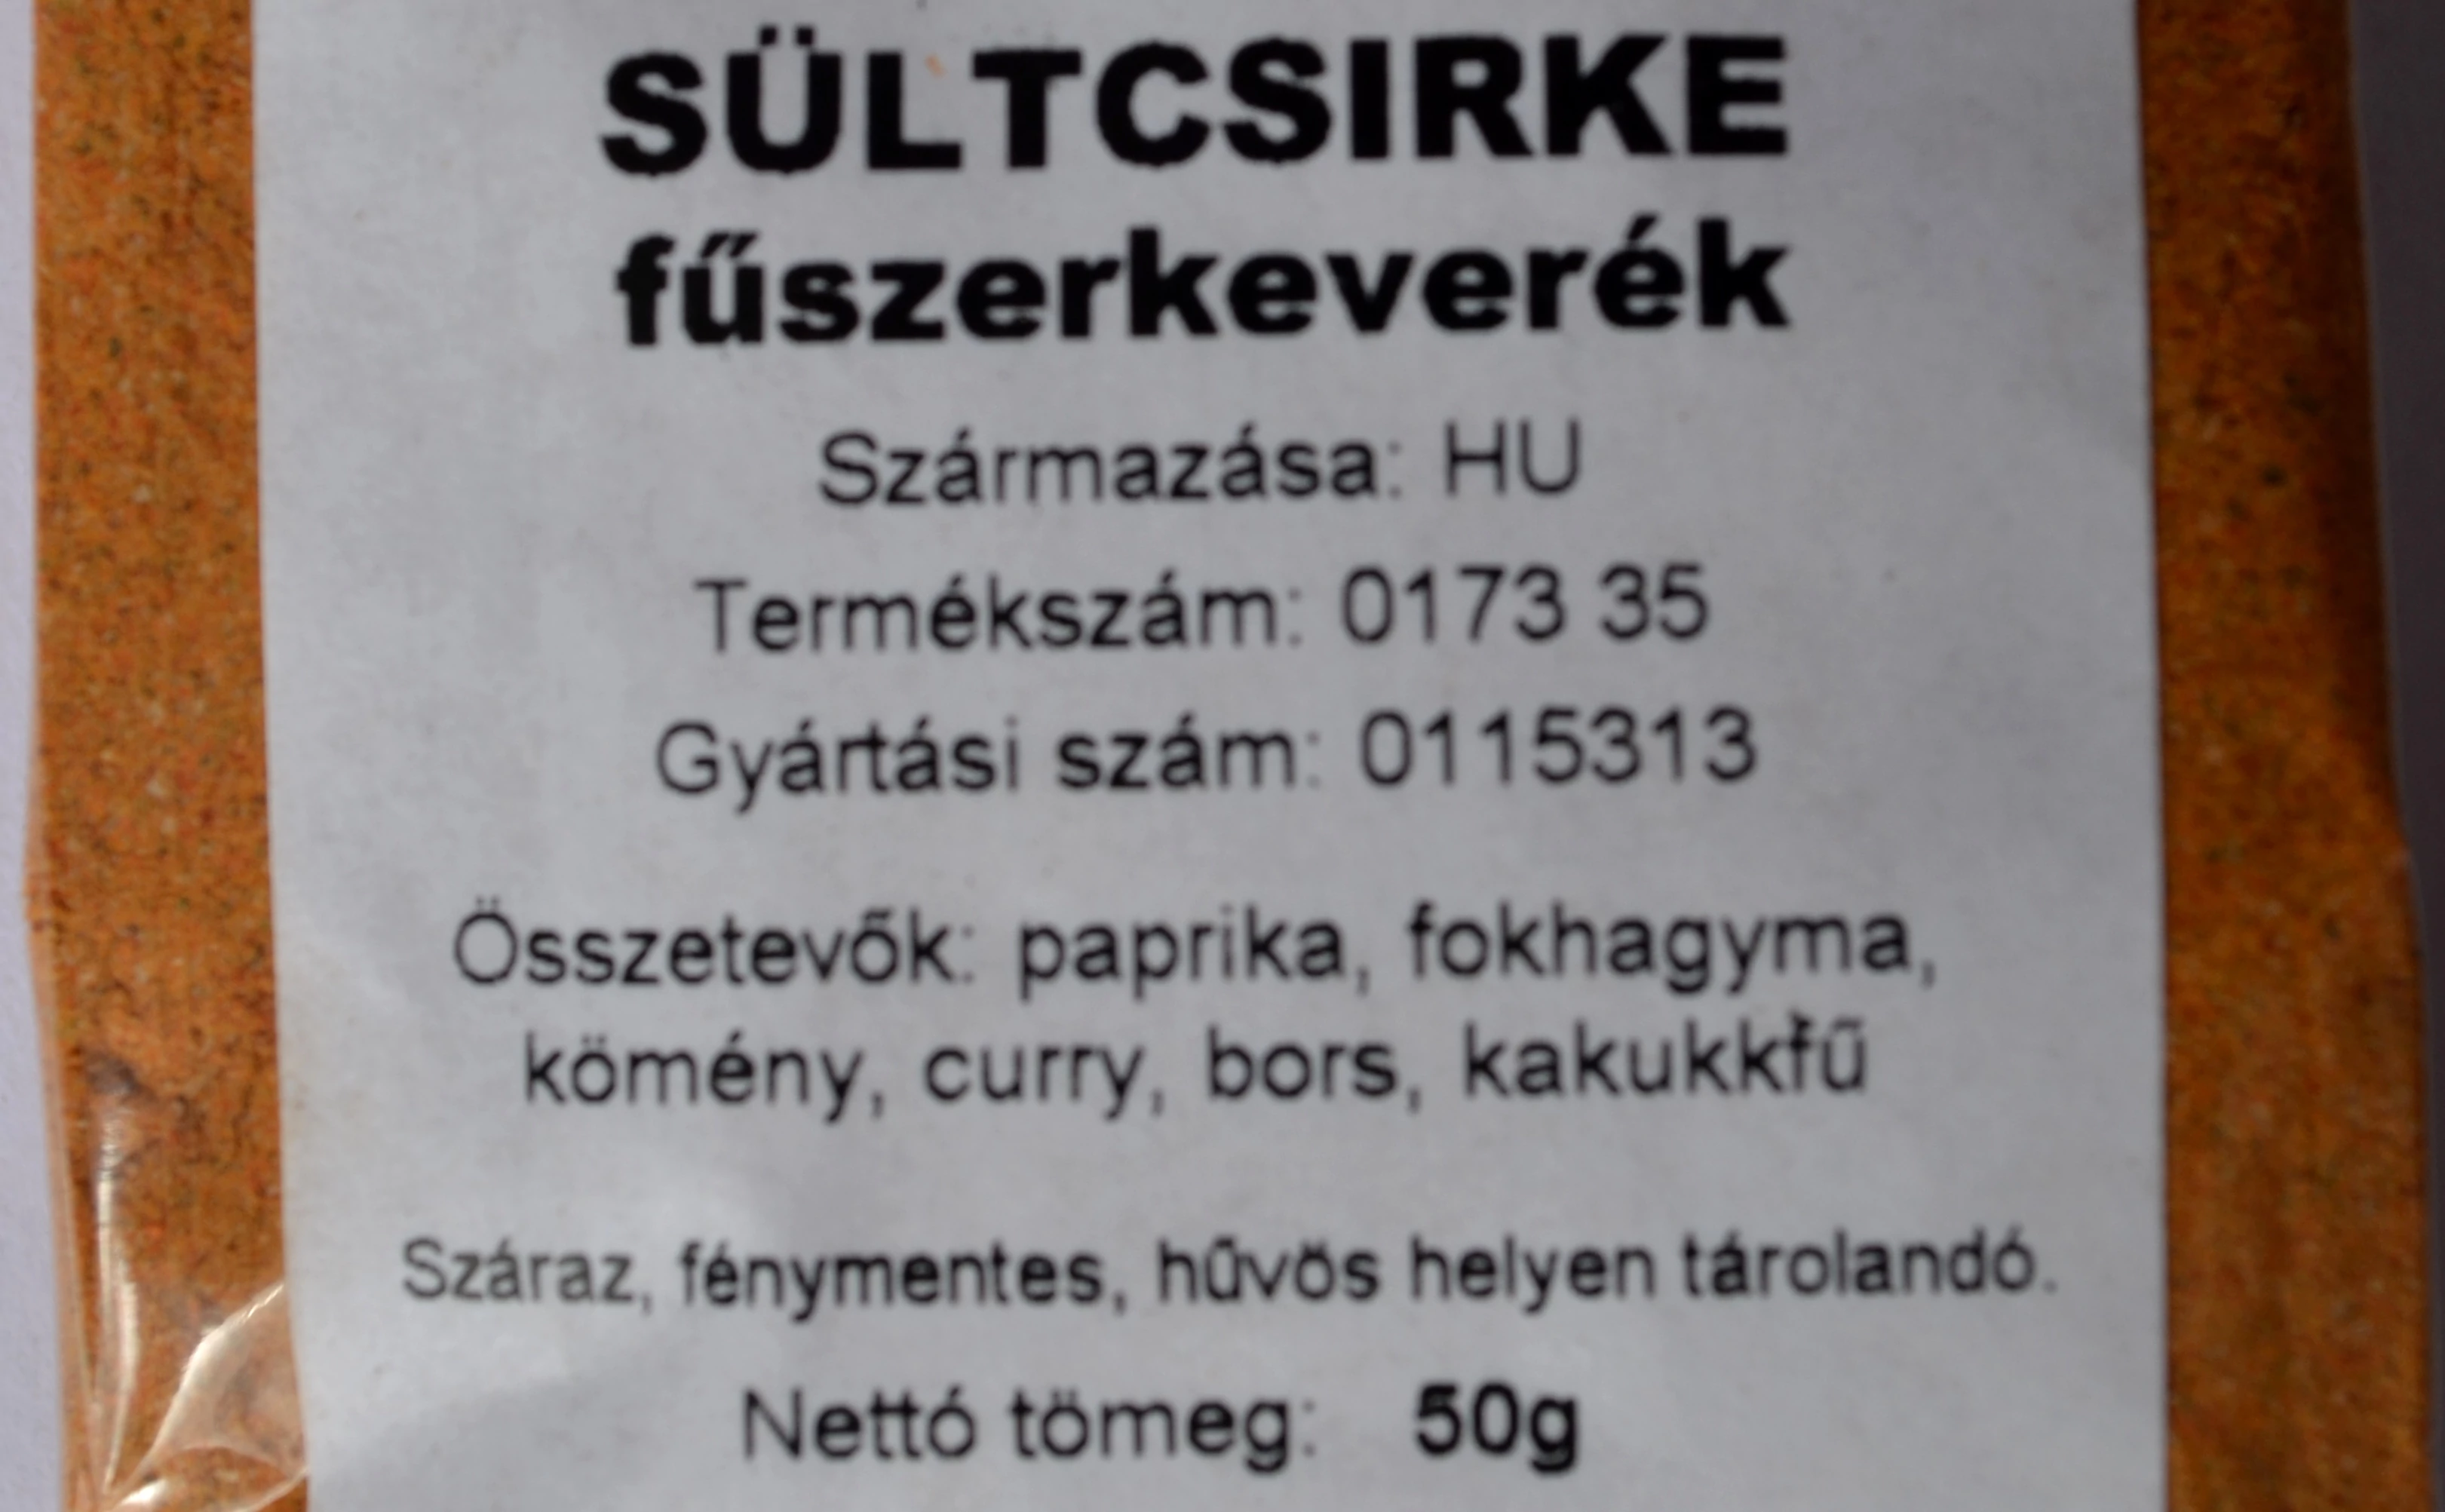 SÜLTCSIRKE
fűszerkeverék
Származása: HU
Termékszám: 0173 35
Gyártási szám: 0115313
Összetevők: paprika, fokhagyma,
kömény, curry, bors, kakukkfű
Száraz, fénymentes, hűvös helyen tárolandó.
Nettó tömeg: 50g